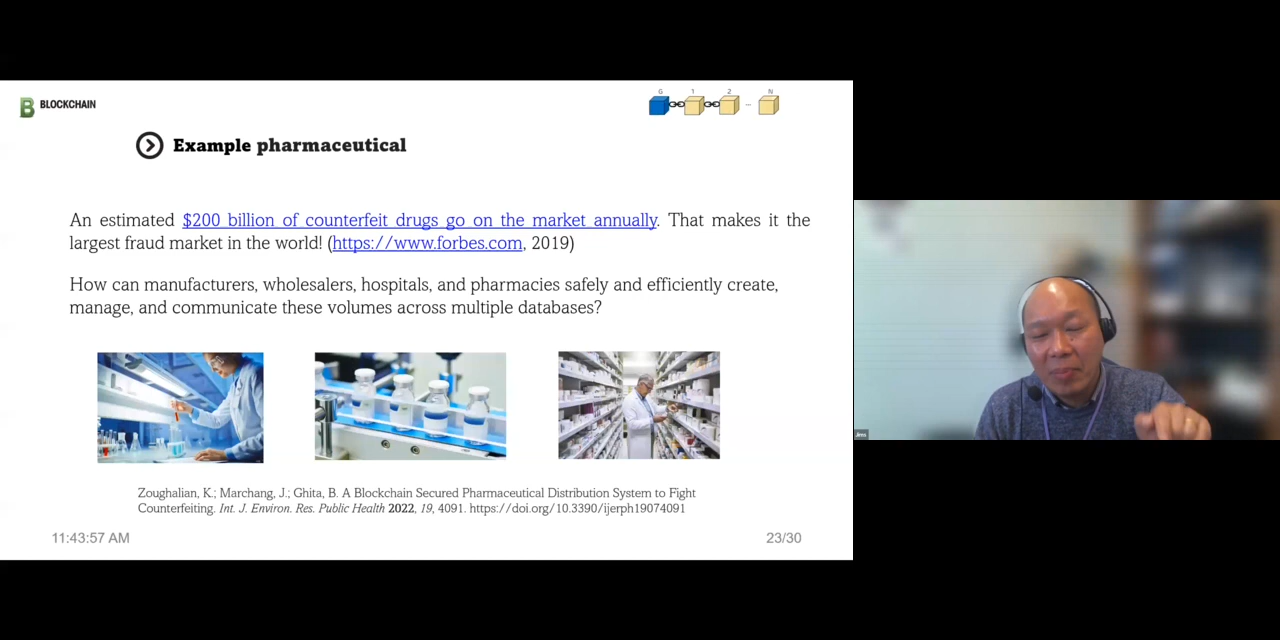 BLOCKCHAIN
G 1 2 ... N
Example pharmaceutical
An estimated $200 billion of counterfeit drugs go on the market annually. That makes it the
largest fraud market in the world! (https://www.forbes.com, 2019)
How can manufacturers, wholesalers, hospitals, and pharmacies safely and efficiently create,
manage, and communicate these volumes across multiple databases?
Zoughalian, K.; Marchang, J.; Ghita, B. A Blockchain Secured Pharmaceutical Distribution System to Fight
Counterfeiting. Int. J. Environ. Res. Public Health 2022, 19, 4091. https://doi.org/10.3390/ijerph19074091
11:43:57 AM
23/30